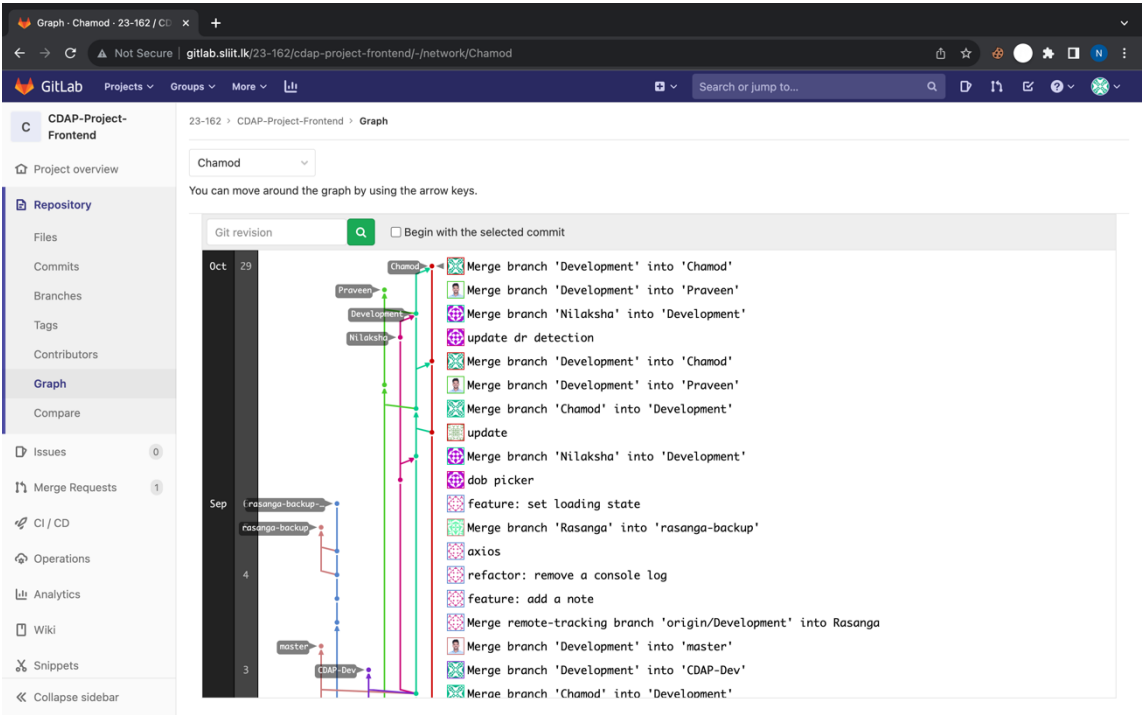 Graph · Chamod · 23-162 / CD
Not Secure | gitlab.sliit.lk/23-162/cdap-project-frontend/-/network/Chamod
N
GitLab Projects Groups More Search or jump to...
C CDAP-Project-Frontend
23-162 > CDAP-Project-Frontend > Graph
Project overview
Repository
Files
Commits
Branches
Tags
Contributors
Graph
Compare
Issues 0
Merge Requests 1
CI / CD
Operations
Analytics
Wiki
Snippets
Collapse sidebar
Chamod
You can move around the graph by using the arrow keys.
Git revision Begin with the selected commit
Oct 29 Chamod Merge branch 'Development' into 'Chamod'
Praveen Merge branch 'Development' into 'Praveen'
Development Merge branch 'Nilaksha' into 'Development'
Nilaksha update dr detection
Merge branch 'Development' into 'Chamod'
Merge branch 'Development' into 'Praveen'
Merge branch 'Chamod' into 'Development'
update
Merge branch 'Nilaksha' into 'Development'
dob picker
Sep rasanga-backup-… feature: set loading state
rasanga-backup Merge branch 'Rasanga' into 'rasanga-backup'
axios
4 refactor: remove a console log
feature: add a note
Merge remote-tracking branch 'origin/Development' into Rasanga
master Merge branch 'Development' into 'master'
3 CDAP-Dev Merge branch 'Development' into 'CDAP-Dev'
Merge branch 'Chamod' into 'Development'